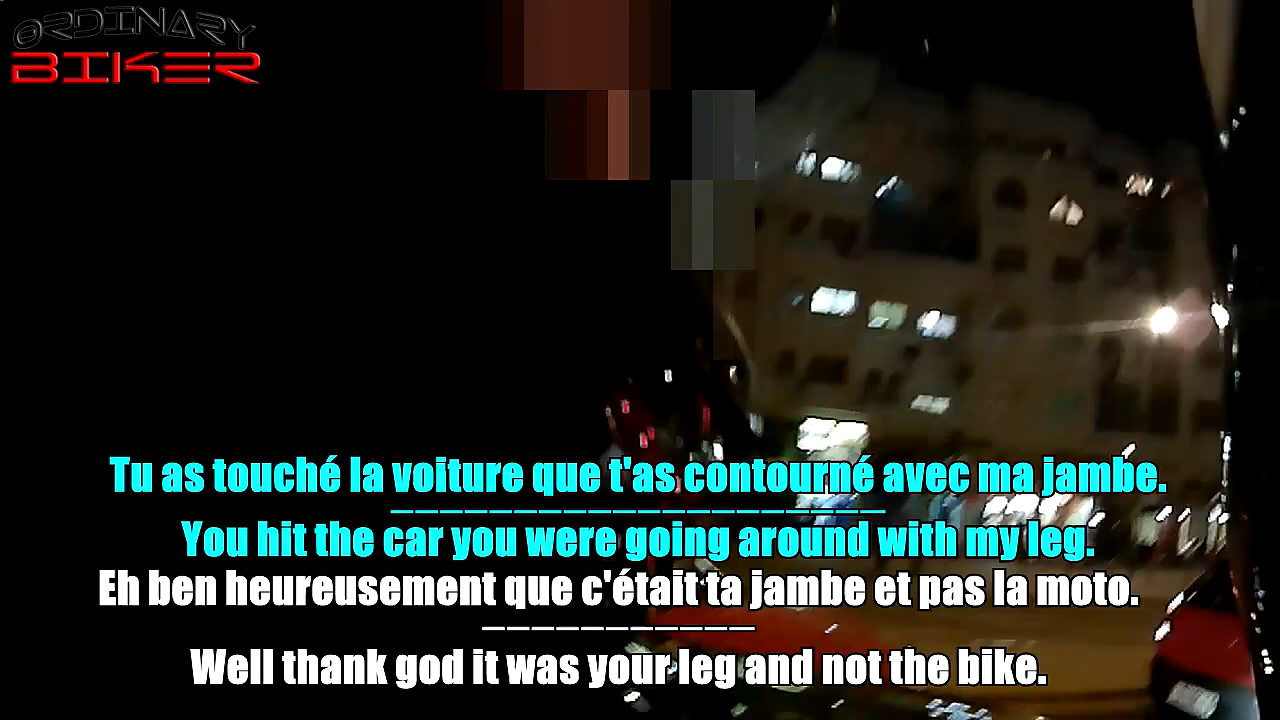 ORDINARY
BIKER
Tu as touché la voiture que t'as contourné avec ma jambe.
You hit the car you were going around with my leg.
Eh ben heureusement que c'était ta jambe et pas la moto.
Well thank god it was your leg and not the bike.